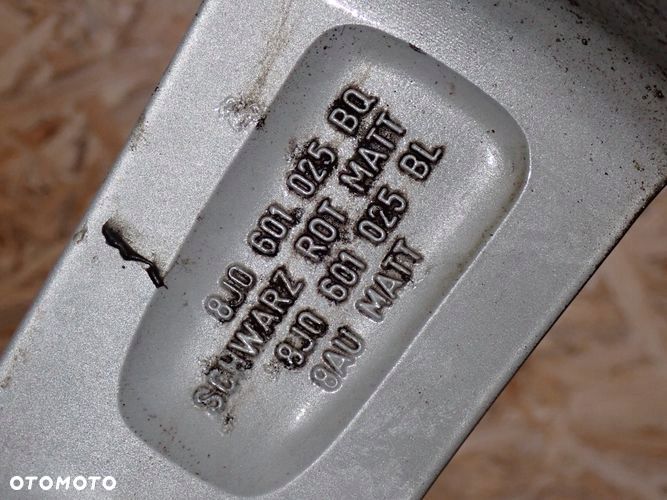 8J0 601 025 BQ
SCHWARZ ROT MATT
8J0 601 025 BL
8AU MATT
OTOMOTO